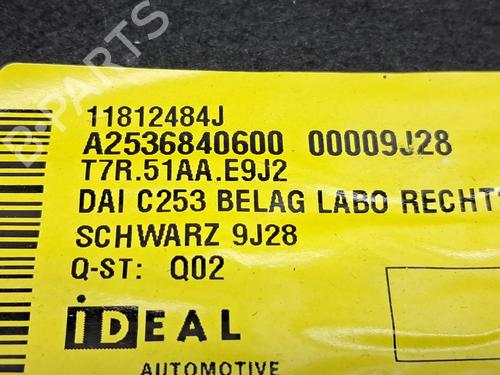 11812484J
A2536840600 00009J28
T7R.51AA.E9J2
DAI C253 BELAG LABO RECHTS
SCHWARZ 9J28
Q-ST: Q02
iDEAL
AUTOMOTIVE